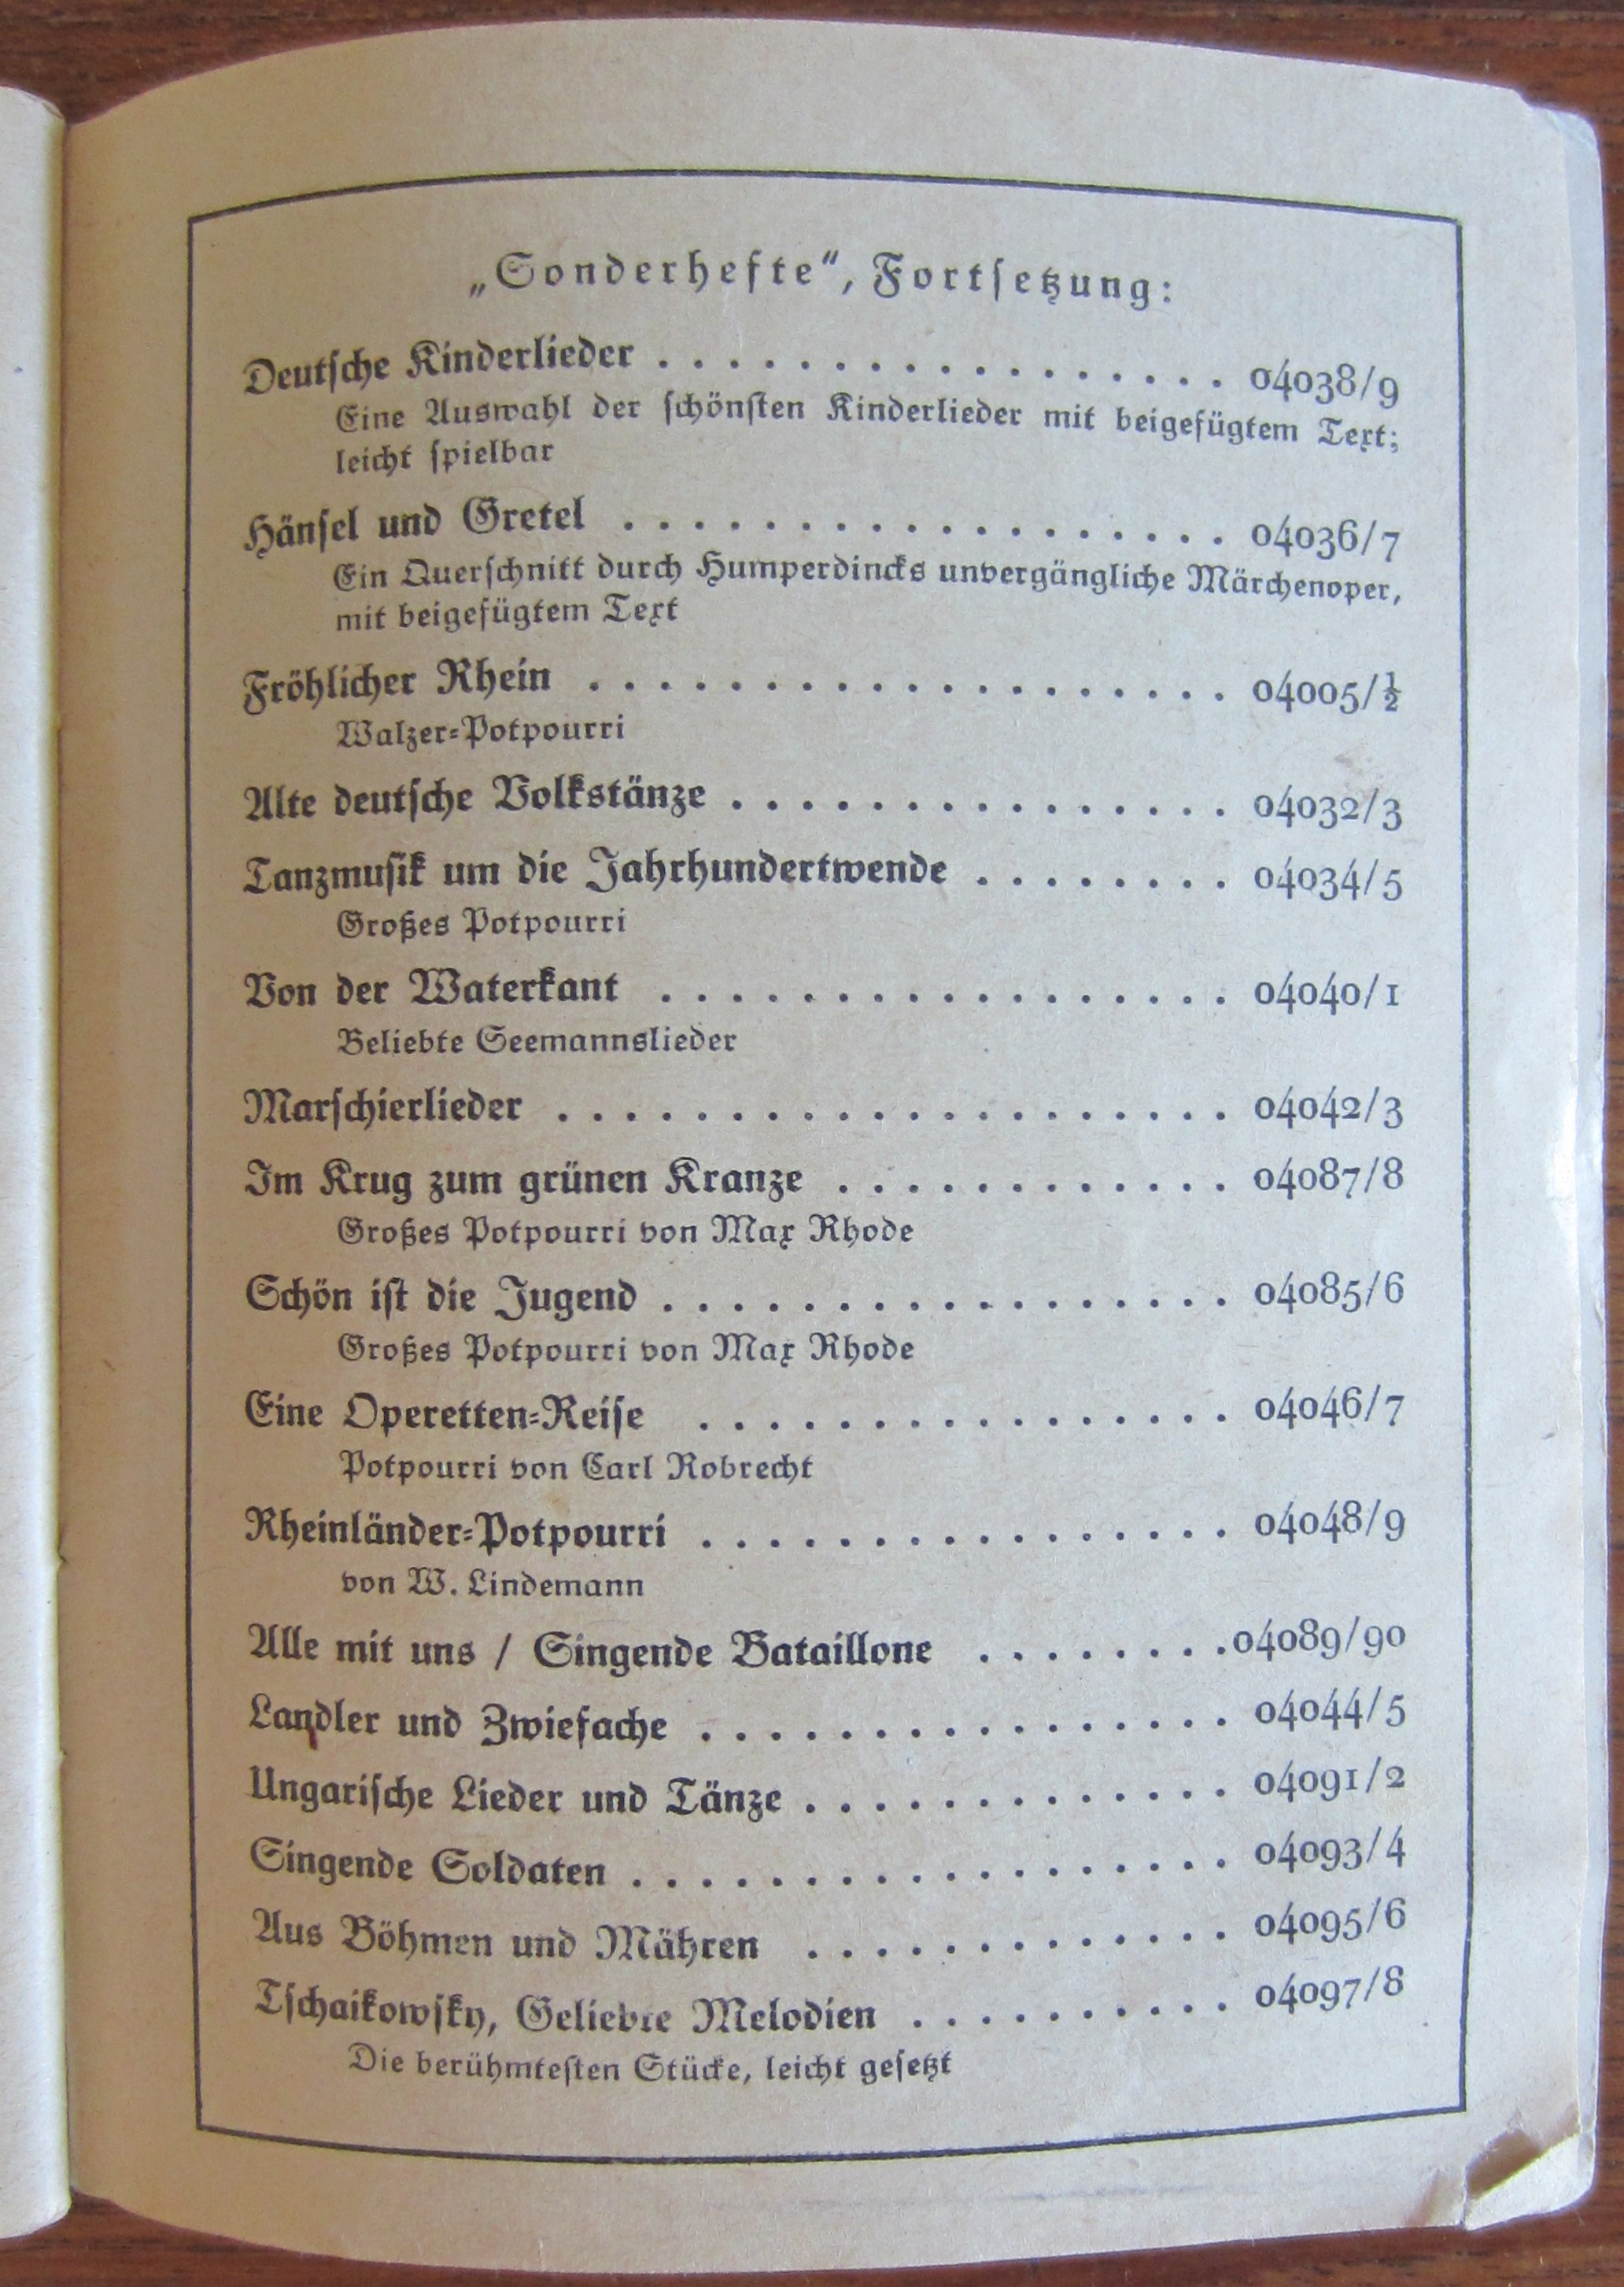 „Sonderhefte“, Fortsetzung:
Deutsche Kinderlieder . . . . . . . . . . . . . . . . . 04038/9
Eine Auswahl der schönsten Kinderlieder mit beigefügtem Text;
leicht spielbar
Hänsel und Gretel . . . . . . . . . . . . . . . . . . 04036/7
Ein Querschnitt durch Humperdincks unvergängliche Märchenoper,
mit beigefügtem Text
Fröhlicher Rhein . . . . . . . . . . . . . . . . . . . 04005/½
Walzer-Potpourri
Alte deutsche Volkstänze . . . . . . . . . . . . . . . 04032/3
Tanzmusik um die Jahrhundertwende . . . . . . . . 04034/5
Großes Potpourri
Von der Waterkant . . . . . . . . . . . . . . . . . 04040/1
Beliebte Seemannslieder
Marschierlieder . . . . . . . . . . . . . . . . . . . . 04042/3
Im Krug zum grünen Kranze . . . . . . . . . . . . 04087/8
Großes Potpourri von Max Rhode
Schön ist die Jugend . . . . . . . . . . . . . . . . . 04085/6
Großes Potpourri von Max Rhode
Eine Operetten-Reise . . . . . . . . . . . . . . . . 04046/7
Potpourri von Carl Robrecht
Rheinländer-Potpourri . . . . . . . . . . . . . . . . 04048/9
von W. Lindemann
Alle mit uns / Singende Bataillone . . . . . . . . 04089/90
Landler und Zwiefache . . . . . . . . . . . . . . . . 04044/5
Ungarische Lieder und Tänze . . . . . . . . . . . . . 04091/2
Singende Soldaten . . . . . . . . . . . . . . . . . . 04093/4
Aus Böhmen und Mähren . . . . . . . . . . . . . 04095/6
Tschaikowsky, Geliebte Melodien . . . . . . . . . . 04097/8
Die berühmtesten Stücke, leicht gesetzt